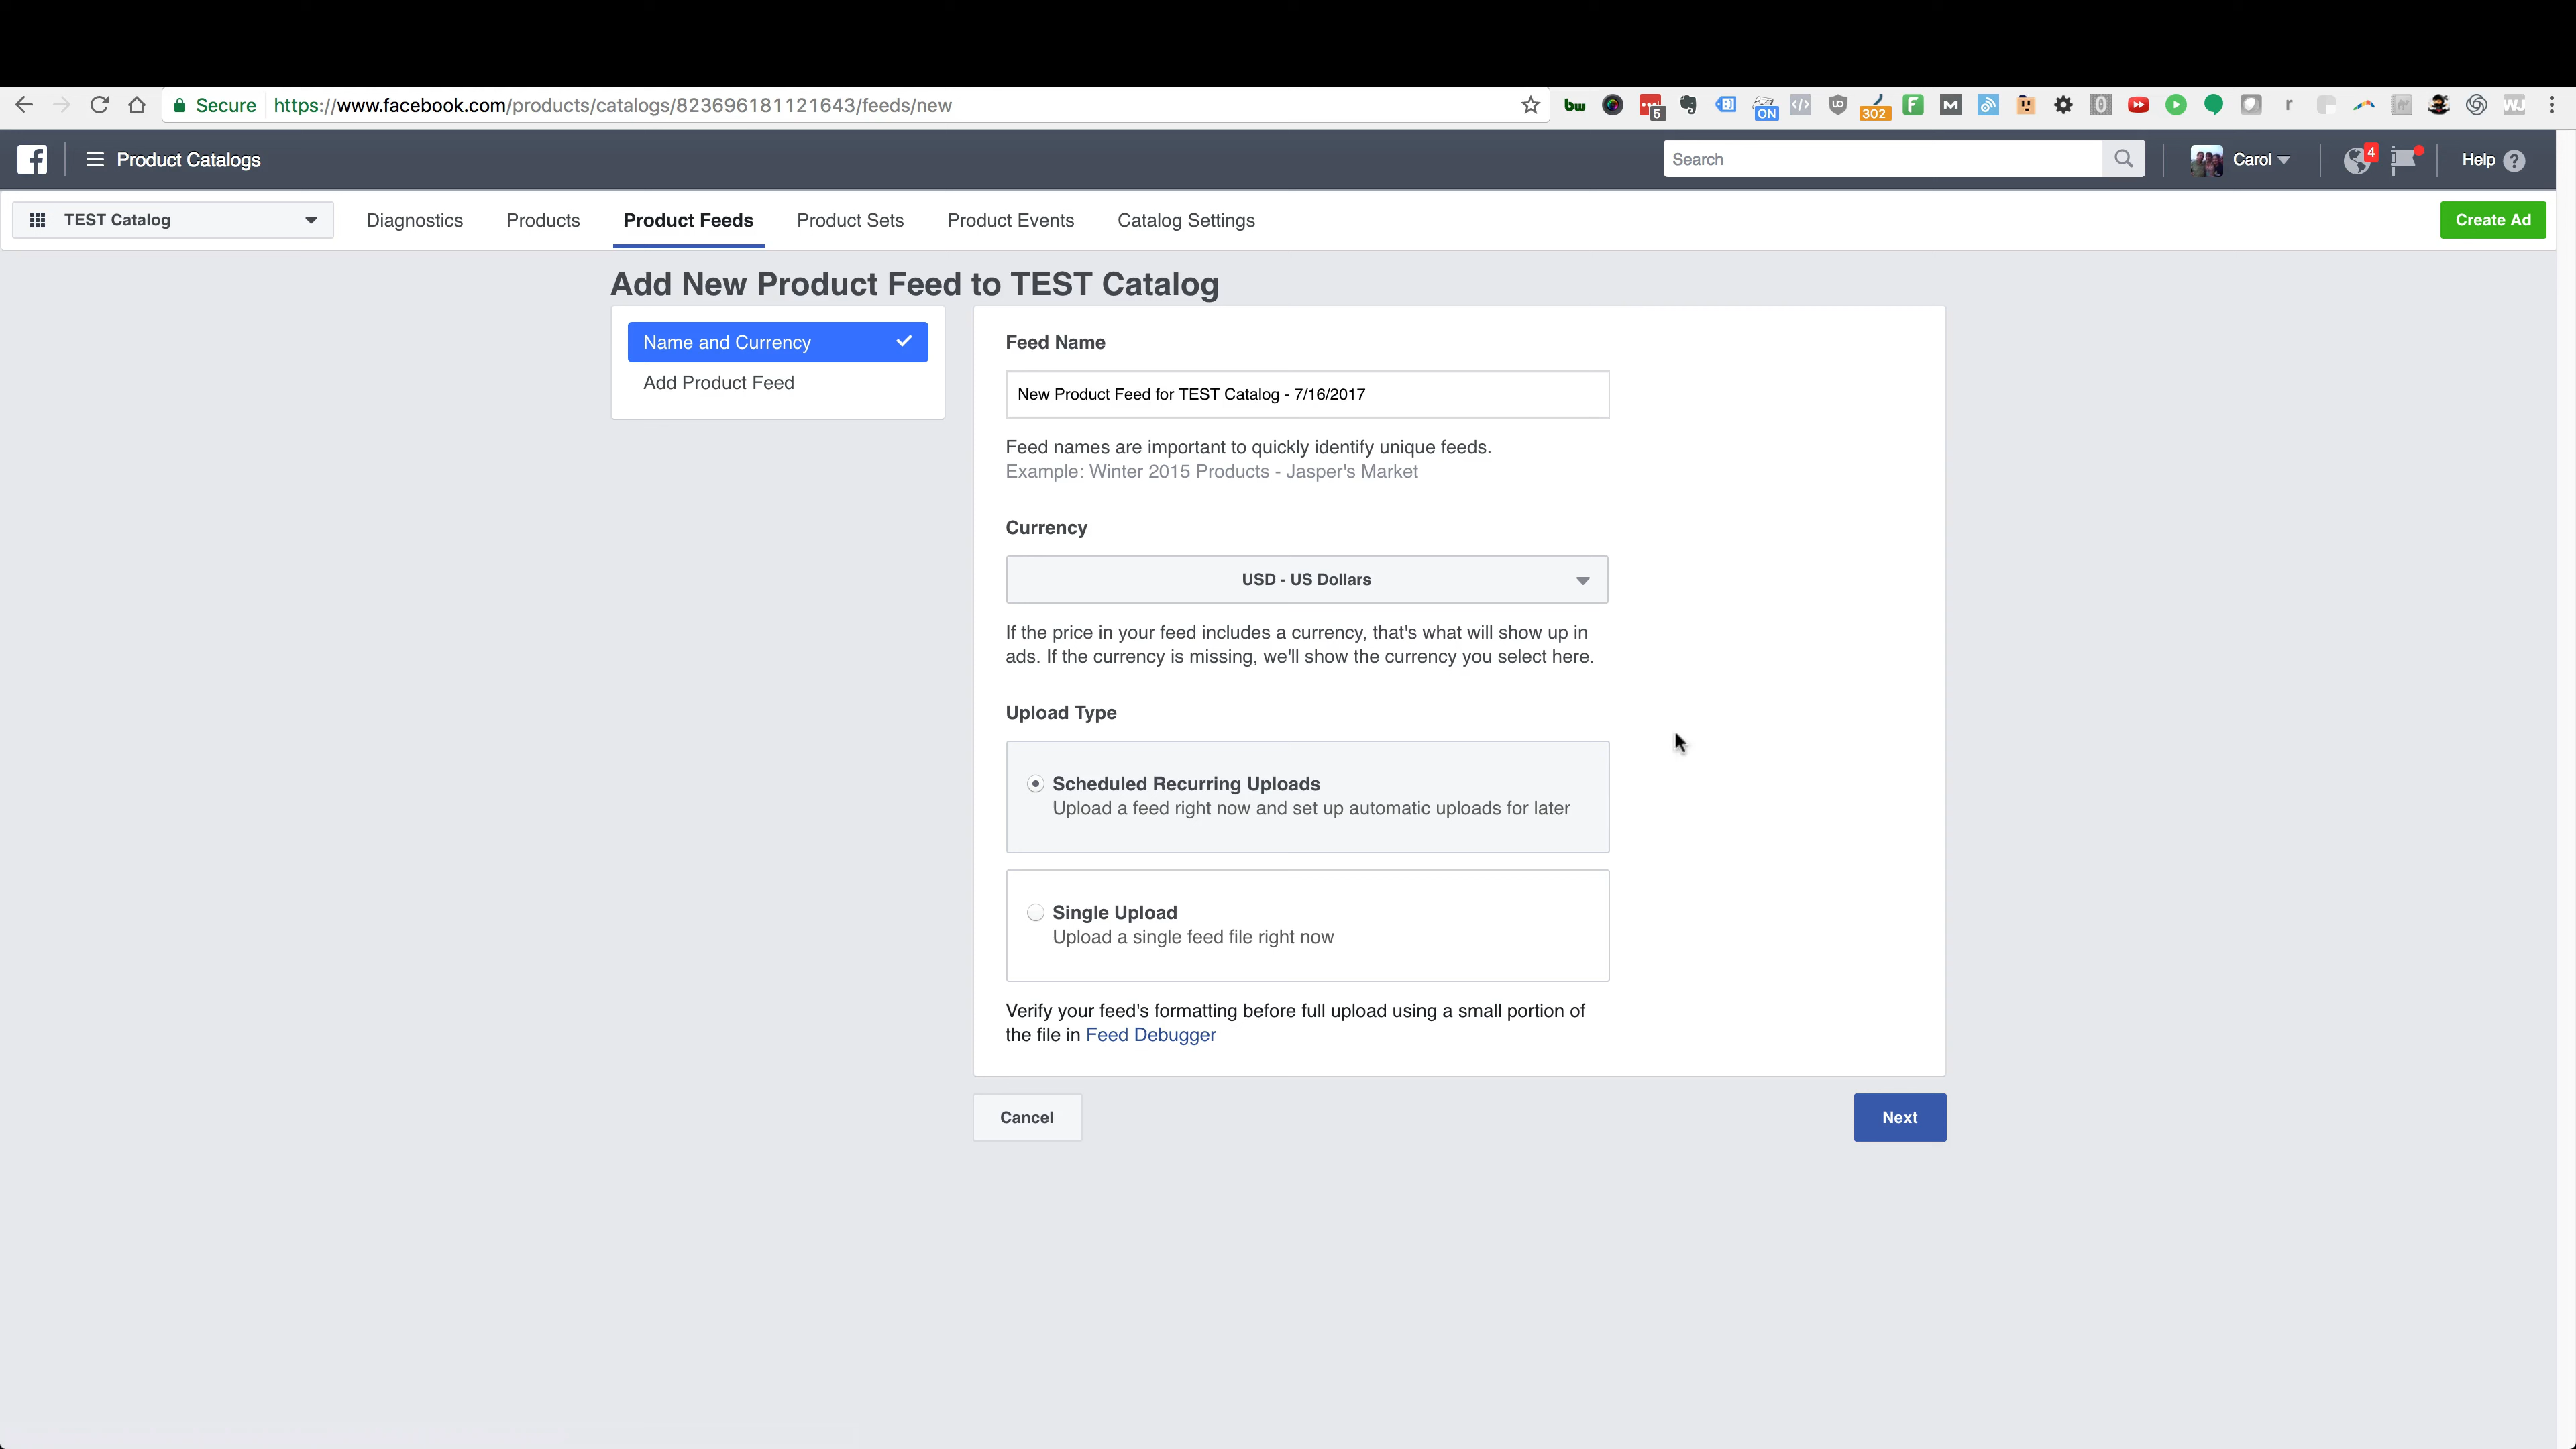 Secure https://www.facebook.com/products/catalogs/823696181121643/feeds/new
bw 5 ON 302 F M r WJ
Product Catalogs Search Carol 4 Help ?
TEST Catalog Diagnostics Products Product Feeds Product Sets Product Events Catalog Settings Create Ad
Add New Product Feed to TEST Catalog
Name and Currency
Add Product Feed
Feed Name
New Product Feed for TEST Catalog - 7/16/2017
Feed names are important to quickly identify unique feeds.
Example: Winter 2015 Products - Jasper's Market
Currency
USD - US Dollars
If the price in your feed includes a currency, that's what will show up in
ads. If the currency is missing, we'll show the currency you select here.
Upload Type
Scheduled Recurring Uploads
Upload a feed right now and set up automatic uploads for later
Single Upload
Upload a single feed file right now
Verify your feed's formatting before full upload using a small portion of
the file in Feed Debugger
Cancel Next